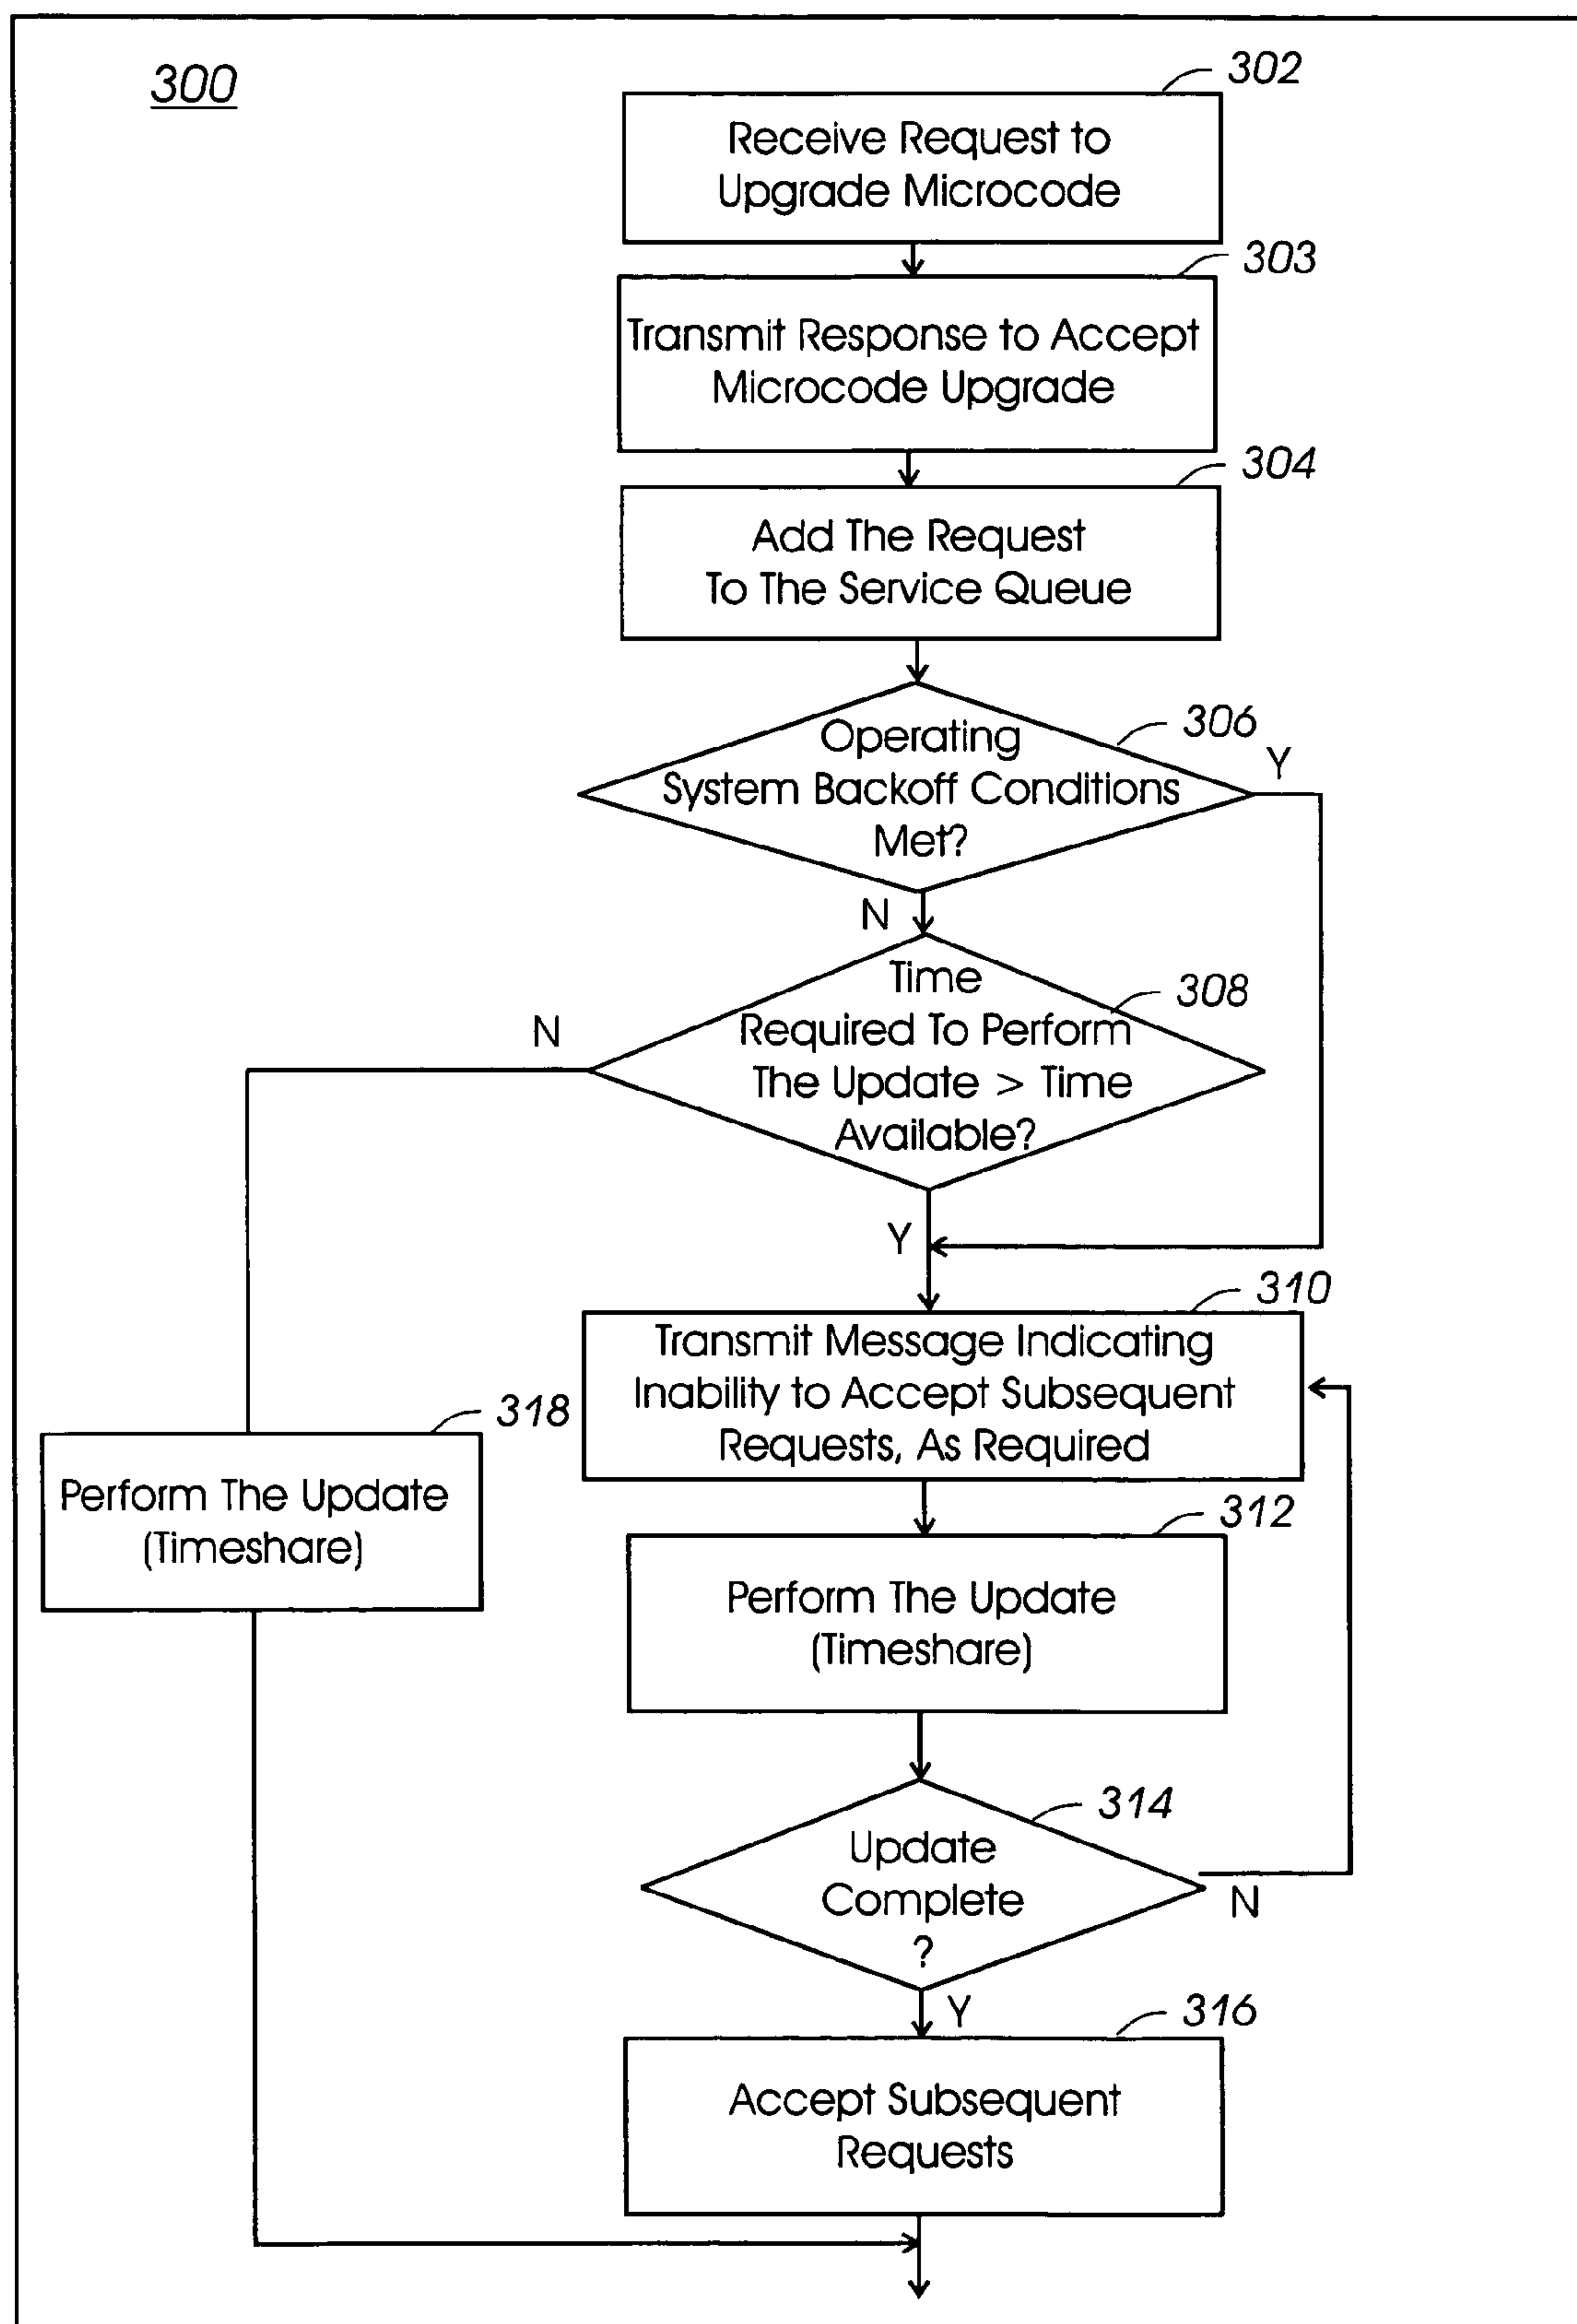 300
302
Receive Request to
Upgrade Microcode
303
Transmit Response to Accept
Microcode Upgrade
304
Add The Request
To The Service Queue
306
Operating
System Backoff Conditions
Met?
Y
N
308
Time
Required To Perform
The Update > Time
Available?
N
Y
310
Transmit Message Indicating
Inability to Accept Subsequent
Requests, As Required
318
Perform The Update
(Timeshare)
312
Perform The Update
(Timeshare)
314
Update
Complete
?
N
Y
316
Accept Subsequent
Requests